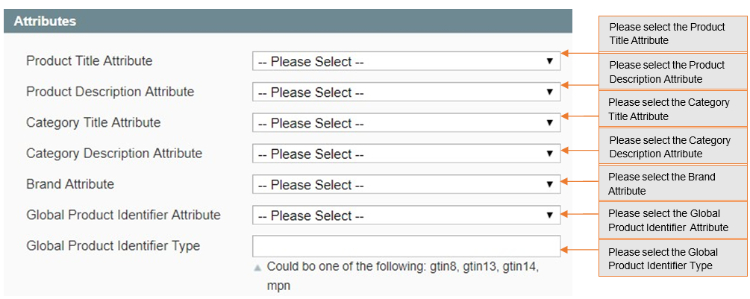 Attributes
Product Title Attribute
-- Please Select --
Please select the Product
Title Attribute
Product Description Attribute
-- Please Select --
Please select the Product
Description Attribute
Category Title Attribute
-- Please Select --
Please select the Category
Title Attribute
Category Description Attribute
-- Please Select --
Please select the Category
Description Attribute
Brand Attribute
-- Please Select --
Please select the Brand
Attribute
Global Product Identifier Attribute
-- Please Select --
Please select the Global
Product Identifier Attribute
Global Product Identifier Type
Please select the Global
Product Identifier Type
Could bo one of the following: gtin8, gtin13, gtin14,
mpn